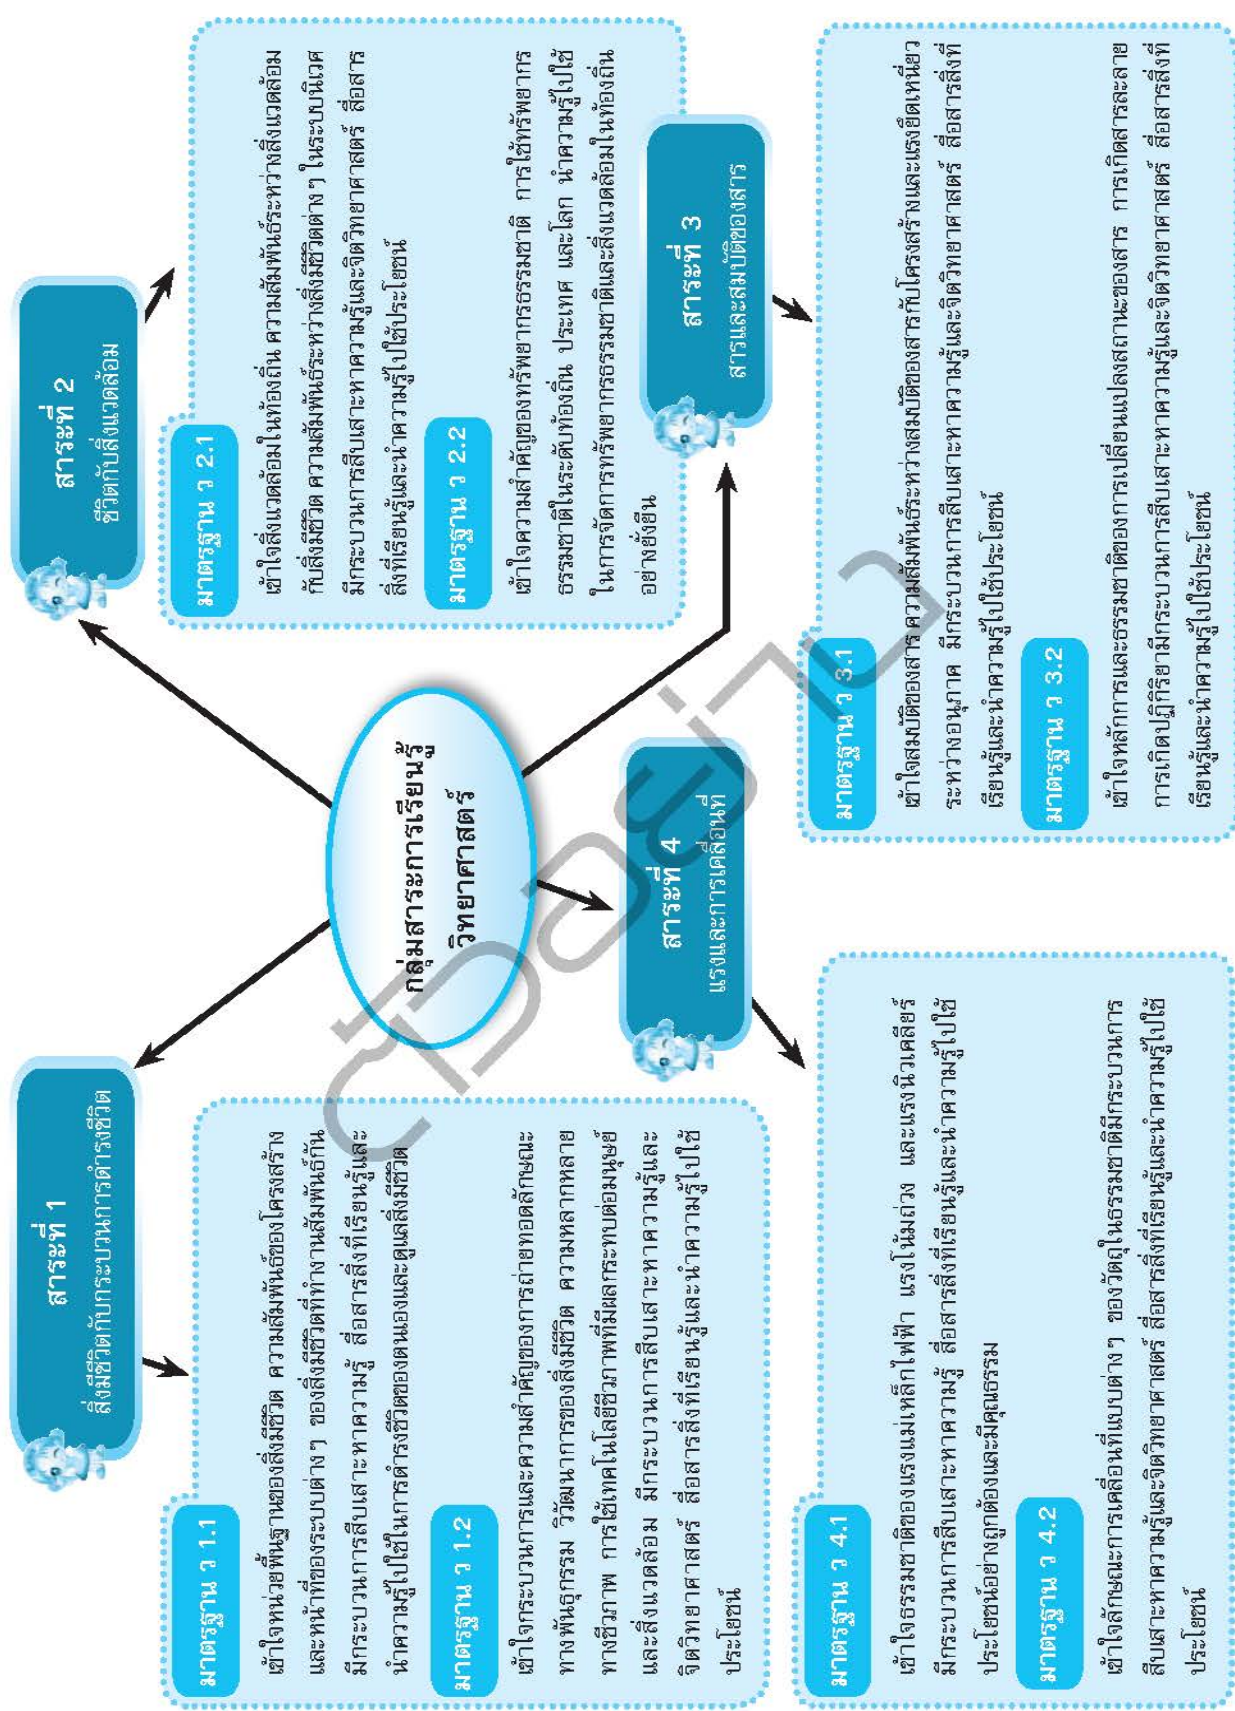 กลุ่มสาระการเรียนรู้
วิทยาศาสตร์
สาระที่ 1
สิ่งมีชีวิตกับกระบวนการดำรงชีวิต
มาตรฐาน ว 1.1
เข้าใจหน่วยพื้นฐานของสิ่งมีชีวิต ความสัมพันธ์ของโครงสร้าง
และหน้าที่ของระบบต่างๆ ของสิ่งมีชีวิตที่ทำงานสัมพันธ์กัน
มีกระบวนการสืบเสาะหาความรู้ สื่อสารสิ่งที่เรียนรู้และ
นำความรู้ไปใช้ในการดำรงชีวิตของตนเองและดูแลสิ่งมีชีวิต
มาตรฐาน ว 1.2
เข้าใจกระบวนการและความสำคัญของการถ่ายทอดลักษณะ
ทางพันธุกรรม วิวัฒนาการของสิ่งมีชีวิต ความหลากหลาย
ทางชีวภาพ การใช้เทคโนโลยีชีวภาพที่มีผลกระทบต่อมนุษย์
และสิ่งแวดล้อม มีกระบวนการสืบเสาะหาความรู้และ
จิตวิทยาศาสตร์ สื่อสารสิ่งที่เรียนรู้และนำความรู้ไปใช้
ประโยชน์
สาระที่ 2
ชีวิตกับสิ่งแวดล้อม
มาตรฐาน ว 2.1
เข้าใจสิ่งแวดล้อมในท้องถิ่น ความสัมพันธ์ระหว่างสิ่งแวดล้อม
กับสิ่งมีชีวิต ความสัมพันธ์ระหว่างสิ่งมีชีวิตต่าง ๆ ในระบบนิเวศ
มีกระบวนการสืบเสาะหาความรู้และจิตวิทยาศาสตร์ สื่อสาร
สิ่งที่เรียนรู้และนำความรู้ไปใช้ประโยชน์
มาตรฐาน ว 2.2
เข้าใจความสำคัญของทรัพยากรธรรมชาติ การใช้ทรัพยากร
ธรรมชาติในระดับท้องถิ่น ประเทศ และโลก นำความรู้ไปใช้
ในการจัดการทรัพยากรธรรมชาติและสิ่งแวดล้อมในท้องถิ่น
อย่างยั่งยืน
สาระที่ 4
แรงและการเคลื่อนที่
มาตรฐาน ว 4.1
เข้าใจธรรมชาติของแรงแม่เหล็กไฟฟ้า แรงโน้มถ่วง และแรงนิวเคลียร์
มีกระบวนการสืบเสาะหาความรู้ สื่อสารสิ่งที่เรียนรู้และนำความรู้ไปใช้
ประโยชน์อย่างถูกต้องและมีคุณธรรม
มาตรฐาน ว 4.2
เข้าใจลักษณะการเคลื่อนที่แบบต่างๆ ของวัตถุในธรรมชาติมีกระบวนการ
สืบเสาะหาความรู้และจิตวิทยาศาสตร์ สื่อสารสิ่งที่เรียนรู้และนำความรู้ไปใช้
ประโยชน์
สาระที่ 3
สารและสมบัติของสาร
มาตรฐาน ว 3.1
เข้าใจสมบัติของสาร ความสัมพันธ์ระหว่างสมบัติของสารกับโครงสร้างและแรงยึดเหนี่ยว
ระหว่างอนุภาค มีกระบวนการสืบเสาะหาความรู้และจิตวิทยาศาสตร์ สื่อสารสิ่งที่
เรียนรู้และนำความรู้ไปใช้ประโยชน์
มาตรฐาน ว 3.2
เข้าใจหลักการและธรรมชาติของการเปลี่ยนแปลงสถานะของสาร การเกิดสารละลาย
การเกิดปฏิกิริยามีกระบวนการสืบเสาะหาความรู้และจิตวิทยาศาสตร์ สื่อสารสิ่งที่
เรียนรู้และนำความรู้ไปใช้ประโยชน์
ตัวอย่าง